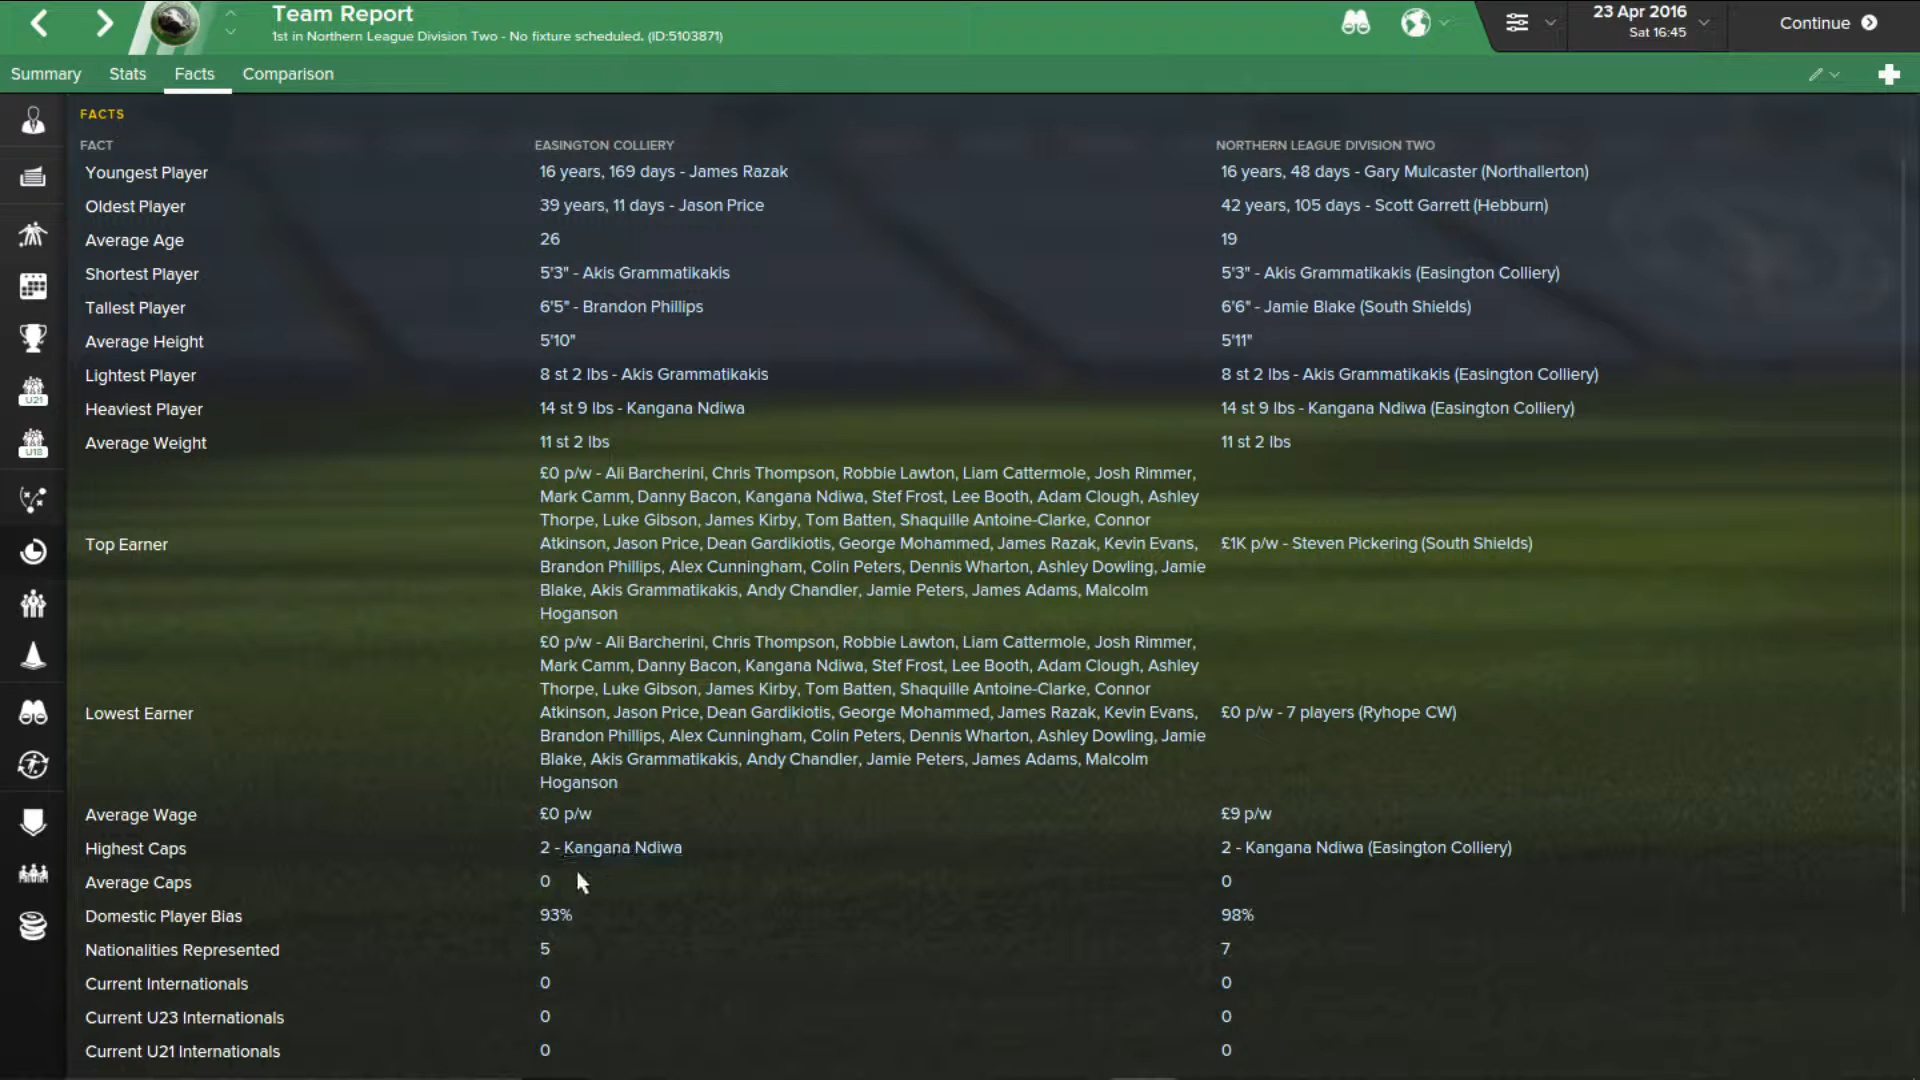 Team Report
1st in Northern League Division Two - No fixture scheduled. (ID:5103871)
23 Apr 2016
Sat 16:45
Continue
Summary Stats Facts Comparison
FACTS
FACT EASINGTON COLLIERY NORTHERN LEAGUE DIVISION TWO
Youngest Player 16 years, 169 days - James Razak 16 years, 48 days - Gary Mulcaster (Northallerton)
Oldest Player 39 years, 11 days - Jason Price 42 years, 105 days - Scott Garrett (Hebburn)
Average Age 26 19
Shortest Player 5'3" - Akis Grammatikakis 5'3" - Akis Grammatikakis (Easington Colliery)
Tallest Player 6'5" - Brandon Phillips 6'6" - Jamie Blake (South Shields)
Average Height 5'10" 5'11"
Lightest Player 8 st 2 lbs - Akis Grammatikakis 8 st 2 lbs - Akis Grammatikakis (Easington Colliery)
Heaviest Player 14 st 9 lbs - Kangana Ndiwa 14 st 9 lbs - Kangana Ndiwa (Easington Colliery)
Average Weight 11 st 2 lbs 11 st 2 lbs
Top Earner
£0 p/w - Ali Barcherini, Chris Thompson, Robbie Lawton, Liam Cattermole, Josh Rimmer,
Mark Camm, Danny Bacon, Kangana Ndiwa, Stef Frost, Lee Booth, Adam Clough, Ashley
Thorpe, Luke Gibson, James Kirby, Tom Batten, Shaquille Antoine-Clarke, Connor
Atkinson, Jason Price, Dean Gardikiotis, George Mohammed, James Razak, Kevin Evans,
Brandon Phillips, Alex Cunningham, Colin Peters, Dennis Wharton, Ashley Dowling, Jamie
Blake, Akis Grammatikakis, Andy Chandler, Jamie Peters, James Adams, Malcolm
Hoganson
£1K p/w - Steven Pickering (South Shields)
Lowest Earner
£0 p/w - Ali Barcherini, Chris Thompson, Robbie Lawton, Liam Cattermole, Josh Rimmer,
Mark Camm, Danny Bacon, Kangana Ndiwa, Stef Frost, Lee Booth, Adam Clough, Ashley
Thorpe, Luke Gibson, James Kirby, Tom Batten, Shaquille Antoine-Clarke, Connor
Atkinson, Jason Price, Dean Gardikiotis, George Mohammed, James Razak, Kevin Evans,
Brandon Phillips, Alex Cunningham, Colin Peters, Dennis Wharton, Ashley Dowling, Jamie
Blake, Akis Grammatikakis, Andy Chandler, Jamie Peters, James Adams, Malcolm
Hoganson
£0 p/w - 7 players (Ryhope CW)
Average Wage £0 p/w £9 p/w
Highest Caps 2 - Kangana Ndiwa 2 - Kangana Ndiwa (Easington Colliery)
Average Caps 0 0
Domestic Player Bias 93% 98%
Nationalities Represented 5 7
Current Internationals 0 0
Current U23 Internationals 0 0
Current U21 Internationals 0 0
U21
U18